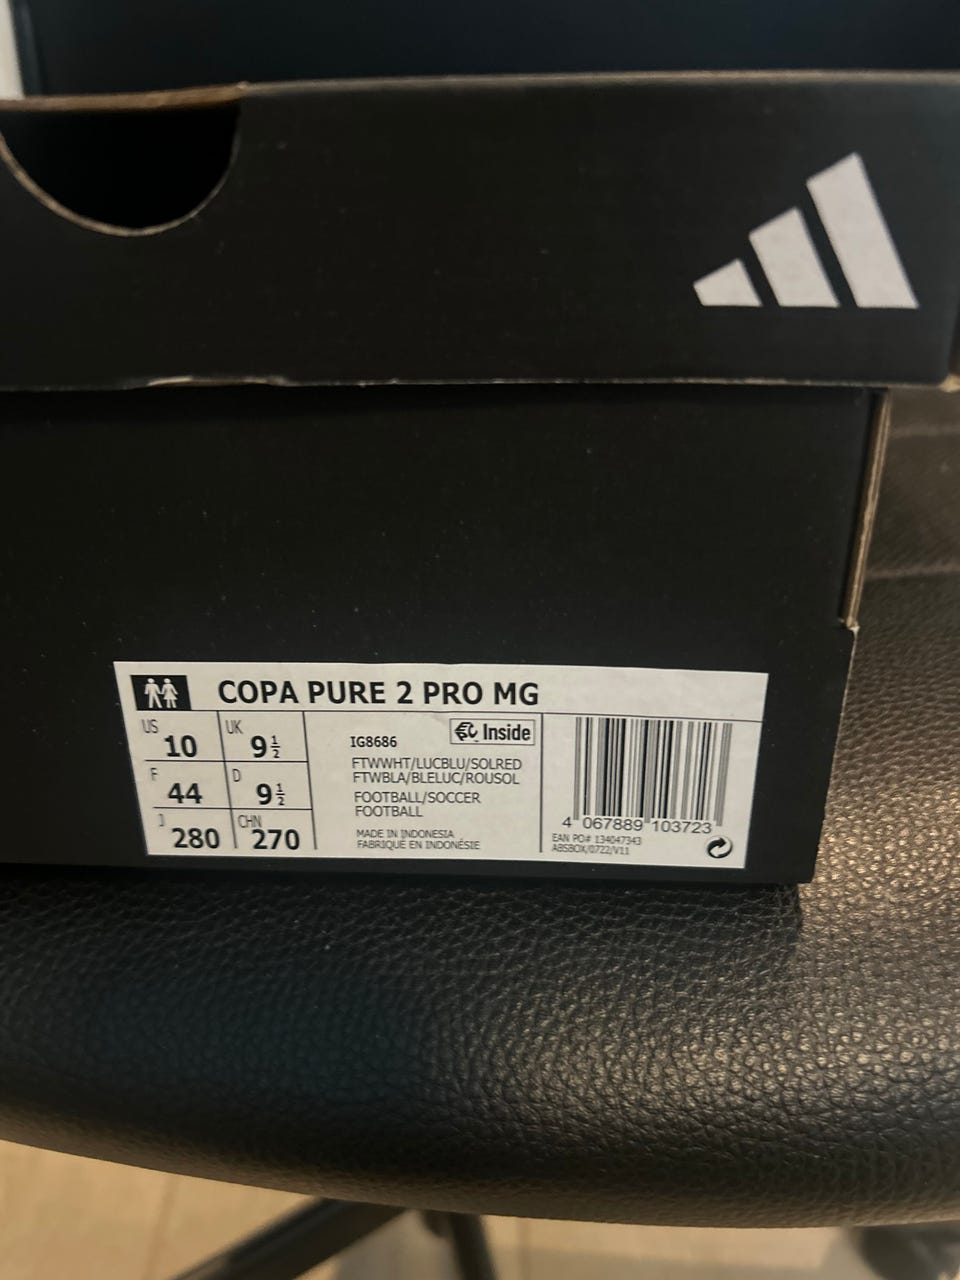 COPA PURE 2 PRO MG
US 10 UK 9½
F 44 D 9½
J 280 CHN 270
IG8686 Inside
FTWWHT/LUCBLU/SOLRED
FTWBLA/BLELUC/ROUSOL
FOOTBALL/SOCCER
FOOTBALL
MADE IN INDONESIA
FABRIQUÉ EN INDONÉSIE
4 067889 103723
EAN PO# 134047343
ABSBOX/0722/V11